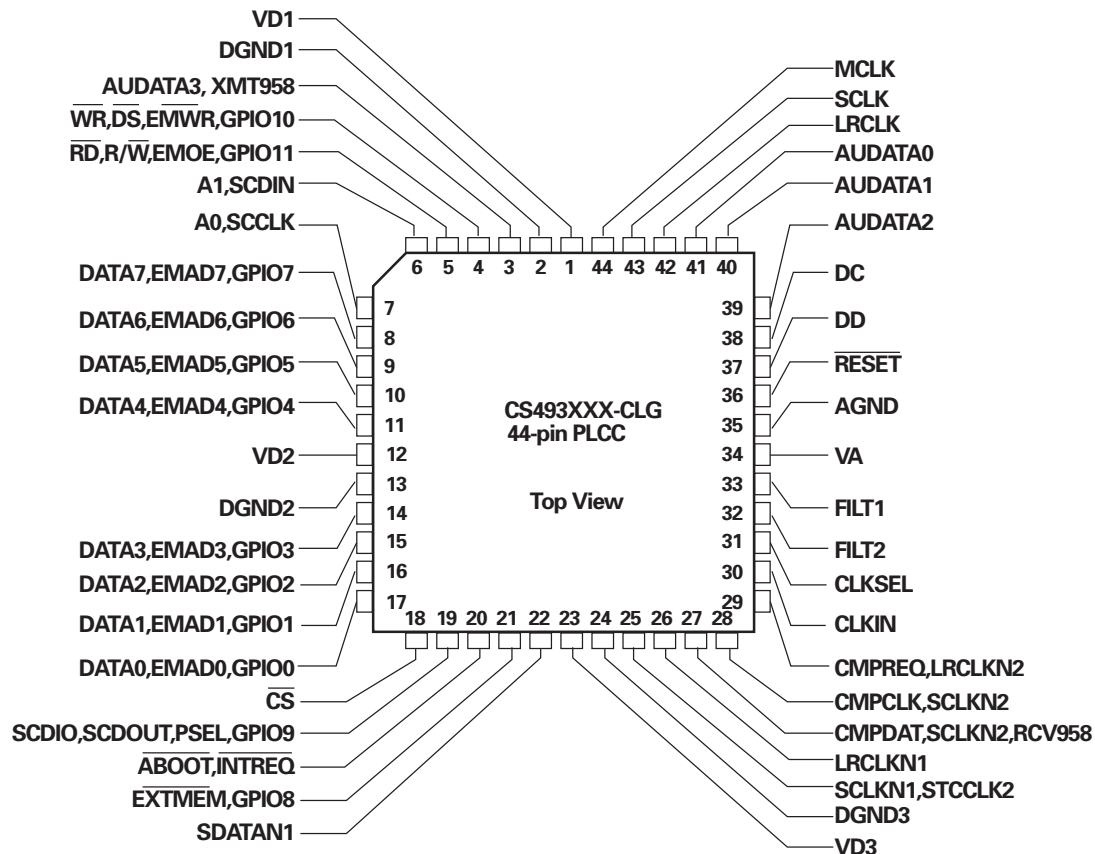 VD1
DGND1
AUDATA3, XMT958
WR,DS,EMWR,GPIO10
RD,R/W,EMOE,GPIO11
A1,SCDIN
A0,SCCLK
DATA7,EMAD7,GPIO7
DATA6,EMAD6,GPIO6
DATA5,EMAD5,GPIO5
DATA4,EMAD4,GPIO4
VD2
DGND2
DATA3,EMAD3,GPIO3
DATA2,EMAD2,GPIO2
DATA1,EMAD1,GPIO1
DATA0,EMAD0,GPIO0
CS
SCDIO,SCDOUT,PSEL,GPIO9
ABOOT,INTREQ
EXTMEM,GPIO8
SDATAN1
6 5 4 3 2 1 44 43 42 41 40
7
8
9
10
11
12
13
14
15
16
17
CS493XXX-CLG
44-pin PLCC
Top View
39
38
37
36
35
34
33
32
31
30
29
18 19 20 21 22 23 24 25 26 27 28
MCLK
SCLK
LRCLK
AUDATA0
AUDATA1
AUDATA2
DC
DD
RESET
AGND
VA
FILT1
FILT2
CLKSEL
CLKIN
CMPREQ,LRCLKN2
CMPCLK,SCLKN2
CMPDAT,SCLKN2,RCV958
LRCLKN1
SCLKN1,STCCLK2
DGND3
VD3